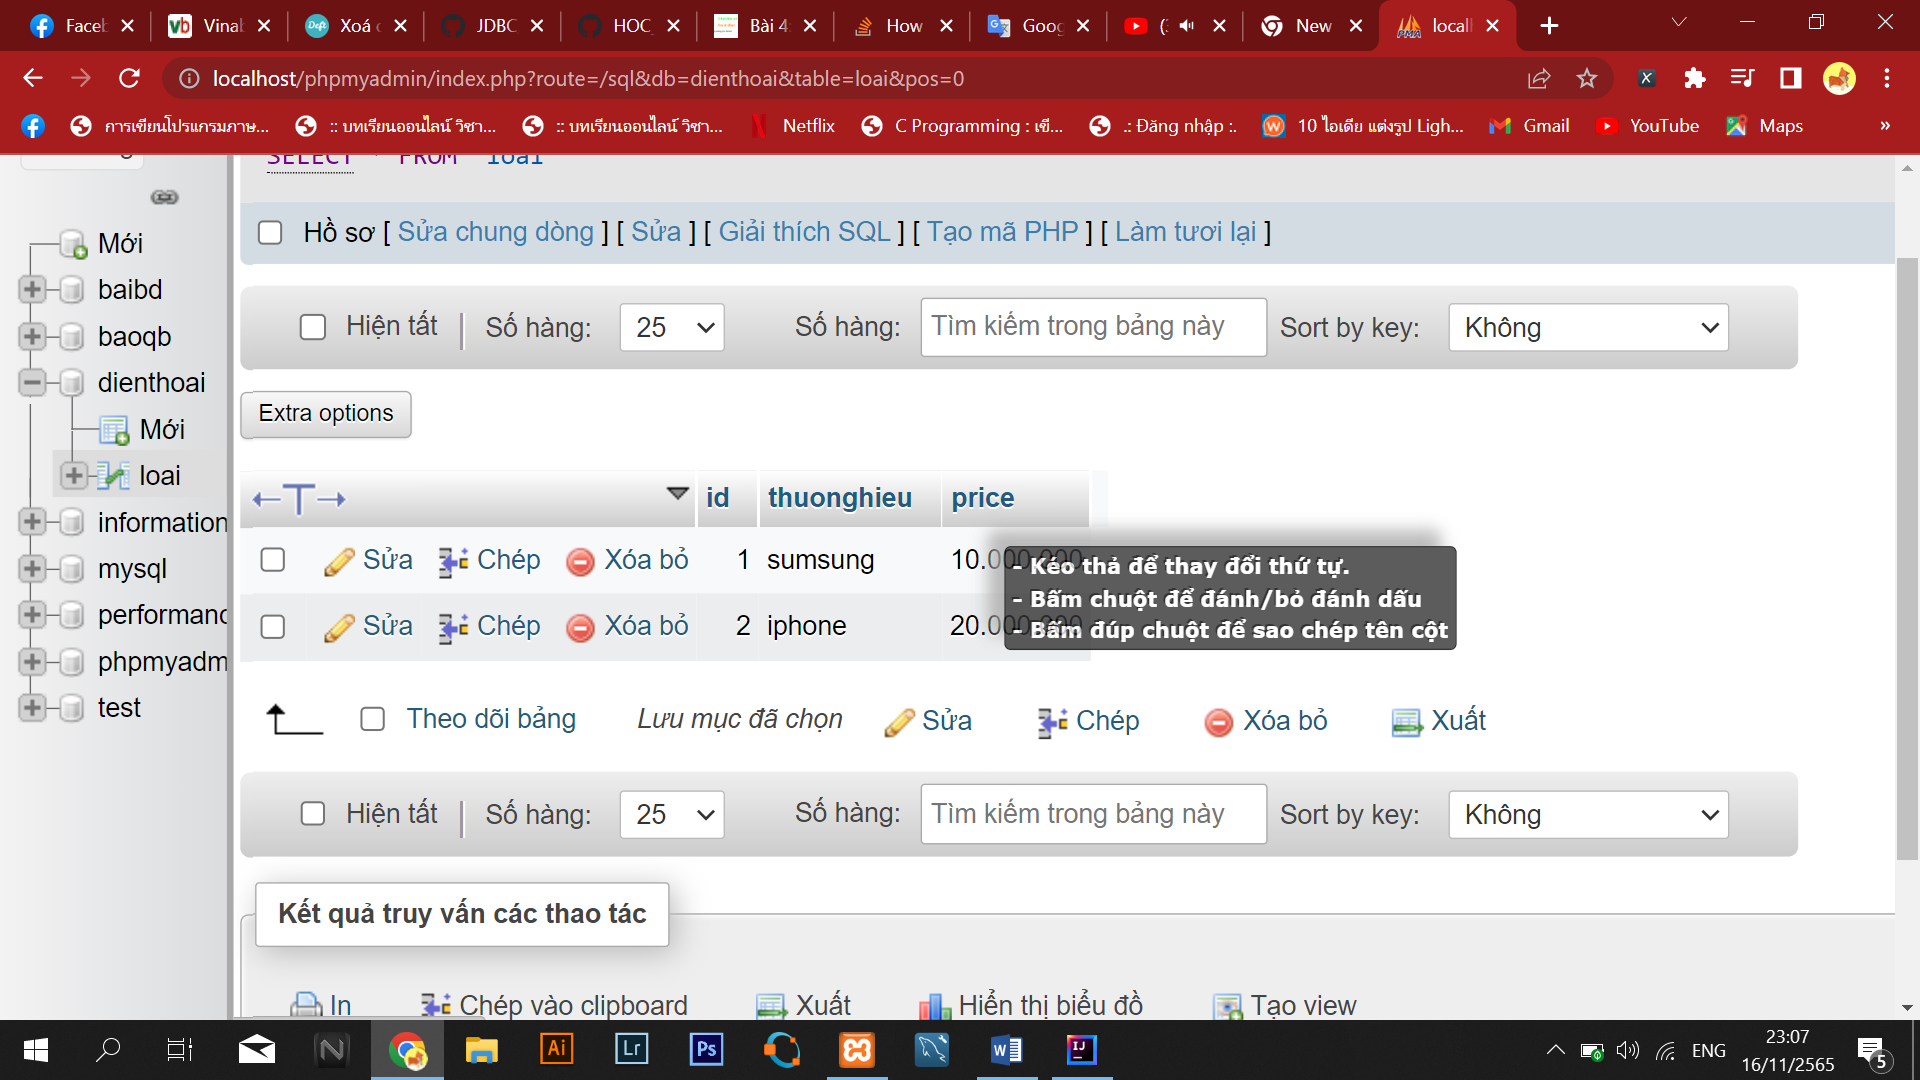 Faceb
Vinab
Xoá c
JDBC
HOC_
Bài 4:
How
Goog
(
New
locall
localhost/phpmyadmin/index.php?route=/sql&db=dienthoai&table=loai&pos=0
การเขียนโปรแกรมภาษ...
:: บทเรียนออนไลน์ วิชา...
:: บทเรียนออนไลน์ วิชา...
Netflix
C Programming : เขี...
.: Đăng nhập :.
10 ไอเดีย แต่งรูป Ligh...
Gmail
YouTube
Maps
»
SELECT * FROM `loai`
Hồ sơ [ Sửa chung dòng ] [ Sửa ] [ Giải thích SQL ] [ Tạo mã PHP ] [ Làm tươi lại ]
Mới
baibd
baoqb
dienthoai
Mới
loai
information
mysql
performanc
phpmyadm
test
Hiện tất | Số hàng: 25 Số hàng: Tìm kiếm trong bảng này Sort by key: Không
Extra options
id thuonghieu price
Sửa Chép Xóa bỏ 1 sumsung 10.000.000
Sửa Chép Xóa bỏ 2 iphone 20.000.000
- Kéo thả để thay đổi thứ tự.
- Bấm chuột để đánh/bỏ đánh dấu
- Bấm đúp chuột để sao chép tên cột
Theo dõi bảng Lưu mục đã chọn Sửa Chép Xóa bỏ Xuất
Hiện tất | Số hàng: 25 Số hàng: Tìm kiếm trong bảng này Sort by key: Không
Kết quả truy vấn các thao tác
In Chép vào clipboard Xuất Hiển thị biểu đồ Tạo view
N
Ai
Lr
Ps
W
IJ
ENG
23:07
16/11/2565
5